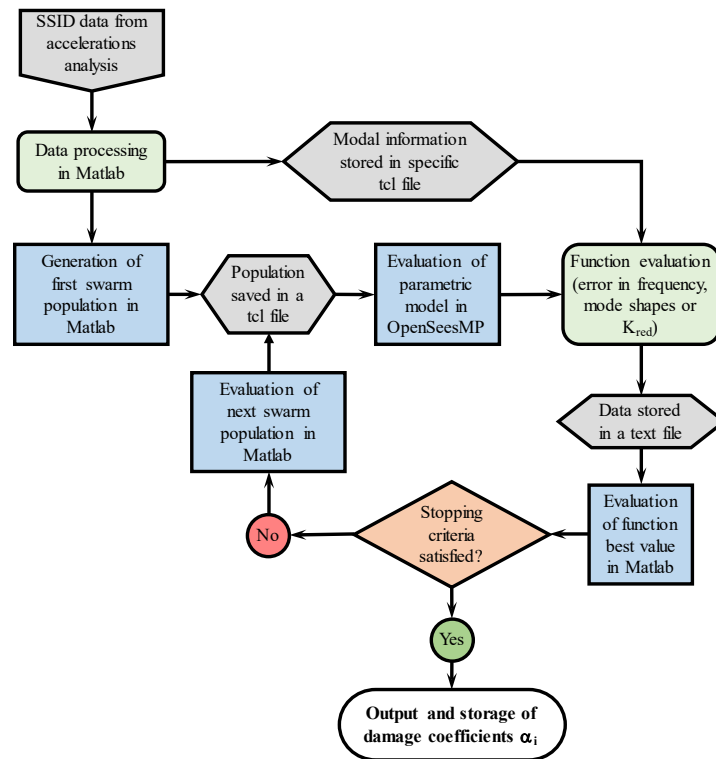 SSID data from
accelerations
analysis
Data processing
in Matlab
Modal information
stored in specific
tcl file
Generation of
first swarm
population in
Matlab
Population
saved in a
tcl file
Evaluation of
parametric
model in
OpenSeesMP
Function evaluation
(error in frequency,
mode shapes or
K_red)
Evaluation of
next swarm
population in
Matlab
Data stored
in a text file
No
Stopping
criteria
satisfied?
Evaluation
of function
best value
in Matlab
Yes
Output and storage of
damage coefficients α_i